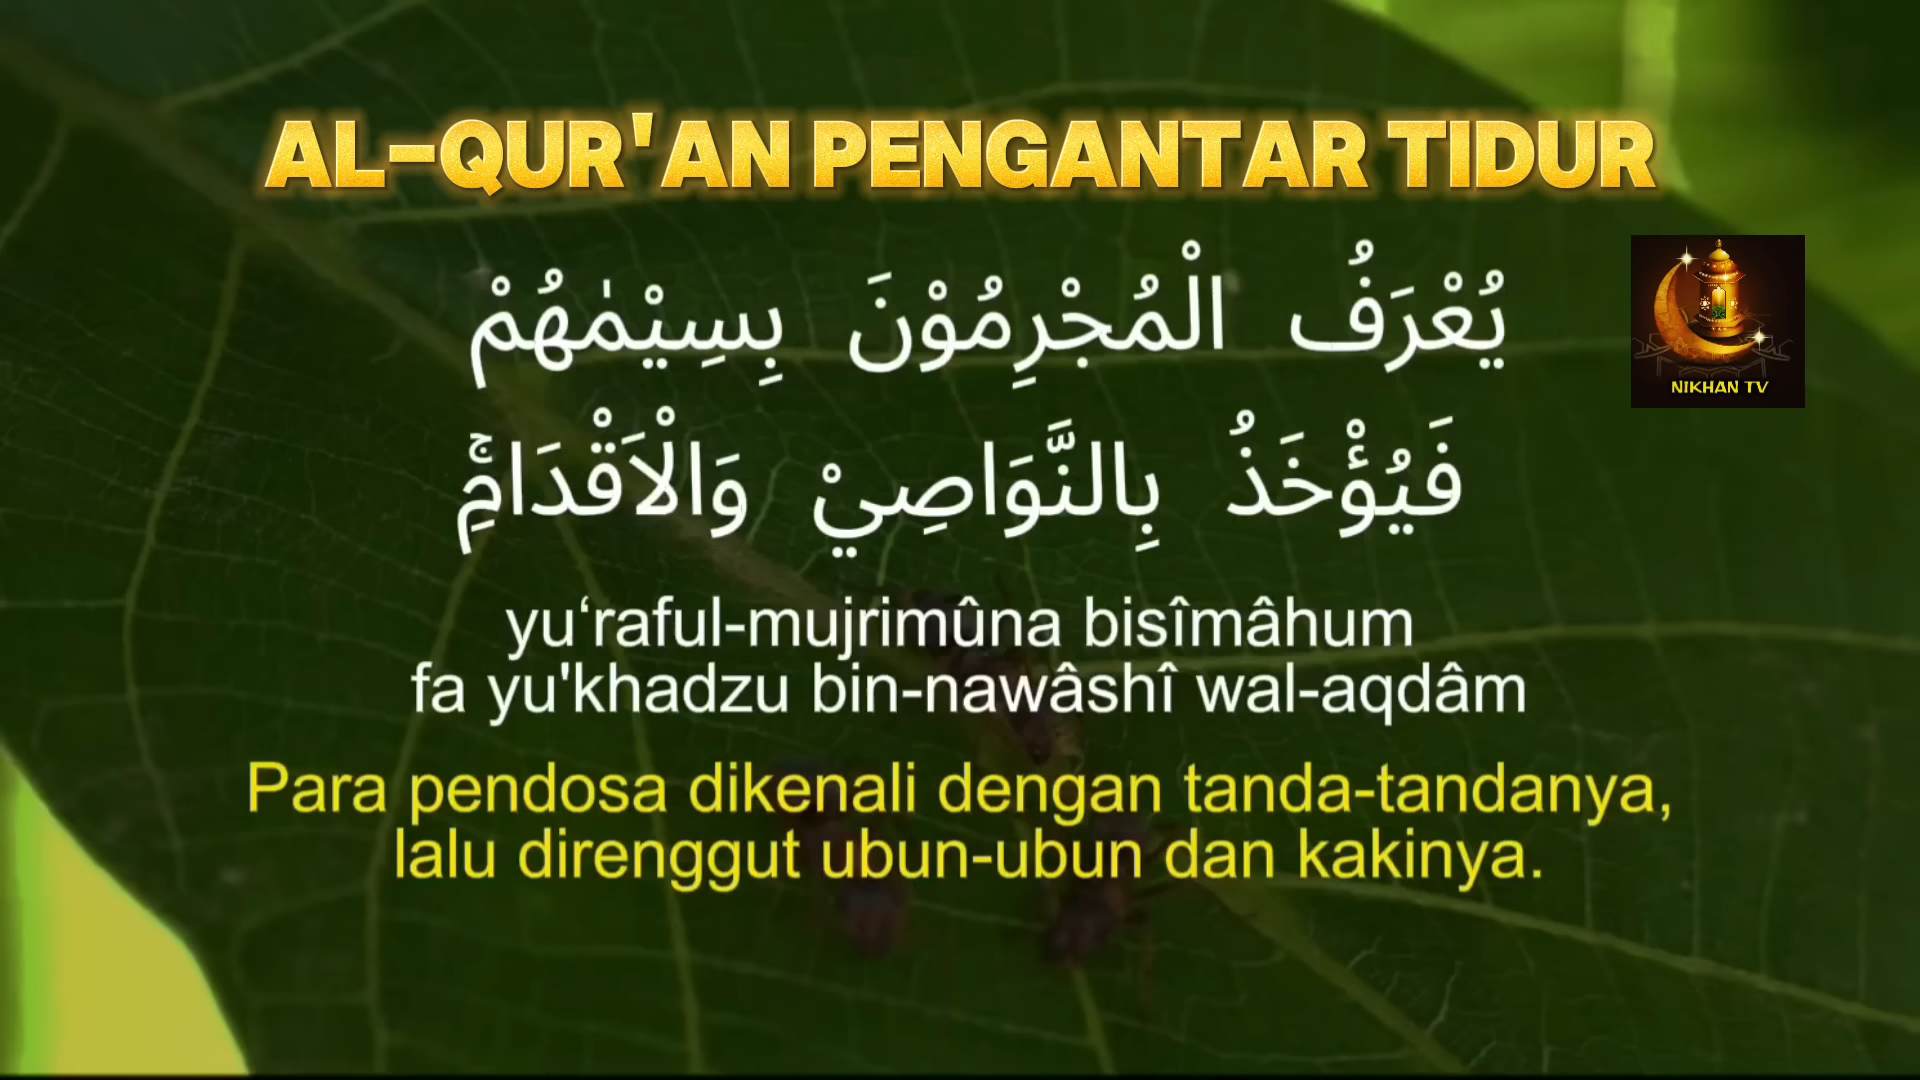 AL-QUR'AN PENGANTAR TIDUR
يُعْرَفُ الْمُجْرِمُوْنَ بِسِيْمٰهُمْ
فَيُؤْخَذُ بِالنَّوَاصِيْ وَالْاَقْدَامِۚ
NIKHAN TV
yu‘raful-mujrimûna bisîmâhum
fa yu'khadzu bin-nawâshî wal-aqdâm
Para pendosa dikenali dengan tanda-tandanya,
lalu direnggut ubun-ubun dan kakinya.